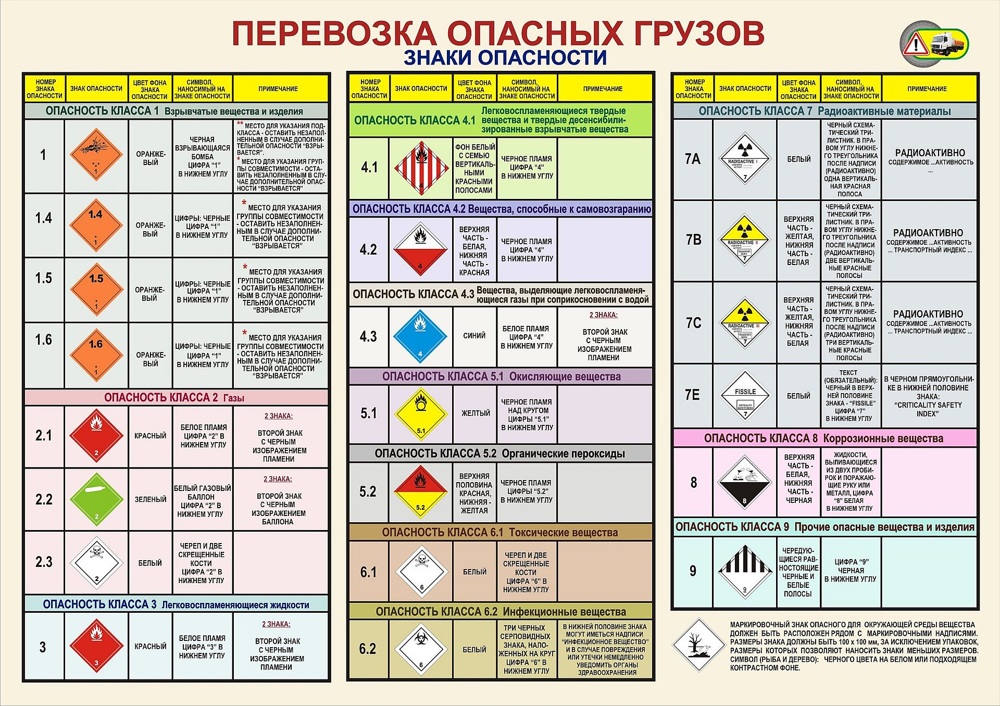 ПЕРЕВОЗКА ОПАСНЫХ ГРУЗОВ
ЗНАКИ ОПАСНОСТИ
НОМЕР
ЗНАКА
ОПАСНОСТИ
ЗНАК ОПАСНОСТИ
ЦВЕТ ФОНА
ЗНАКА
ОПАСНОСТИ
СИМВОЛ,
НАНОСИМЫЙ НА
ЗНАКЕ ОПАСНОСТИ
ПРИМЕЧАНИЕ
ОПАСНОСТЬ КЛАССА 1 Взрывчатые вещества и изделия
1
* *
*
1
ОРАНЖЕ-
ВЫЙ
ЧЕРНАЯ
ВЗРЫВАЮЩАЯСЯ
БОМБА
ЦИФРА “1”
В НИЖНЕМ УГЛУ
** МЕСТО ДЛЯ УКАЗАНИЯ ПОД-
КЛАССА - ОСТАВИТЬ НЕЗАПОЛ-
НЕННЫМ В СЛУЧАЕ ДОПОЛНИ-
ТЕЛЬНОЙ ОПАСНОСТИ “ВЗРЫ-
ВАЕТСЯ”.
* МЕСТО ДЛЯ УКАЗАНИЯ ГРУП-
ПЫ СОВМЕСТИМОСТИ - ОСТА-
ВИТЬ НЕЗАПОЛНЕННЫМ В СЛУ-
ЧАЕ ДОПОЛНИТЕЛЬНОЙ ОПАС-
НОСТИ “ВЗРЫВАЕТСЯ”
1.4
1.4
*
1
ОРАНЖЕ-
ВЫЙ
ЦИФРЫ: ЧЕРНЫЕ
ЦИФРА “1”
В НИЖНЕМ УГЛУ
* МЕСТО ДЛЯ УКАЗАНИЯ
ГРУППЫ СОВМЕСТИМОСТИ
- ОСТАВИТЬ НЕЗАПОЛНЕН-
НЫМ В СЛУЧАЕ ДОПОЛНИ-
ТЕЛЬНОЙ ОПАСНОСТИ
“ВЗРЫВАЕТСЯ”
1.5
1.5
*
1
ОРАНЖЕ-
ВЫЙ
ЦИФРЫ: ЧЕРНЫЕ
ЦИФРА “1”
В НИЖНЕМ УГЛУ
* МЕСТО ДЛЯ УКАЗАНИЯ
ГРУППЫ СОВМЕСТИМОСТИ
- ОСТАВИТЬ НЕЗАПОЛНЕН-
НЫМ В СЛУЧАЕ ДОПОЛНИ-
ТЕЛЬНОЙ ОПАСНОСТИ
“ВЗРЫВАЕТСЯ”
1.6
1.6
*
1
ОРАНЖЕ-
ВЫЙ
ЦИФРЫ: ЧЕРНЫЕ
ЦИФРА “1”
В НИЖНЕМ УГЛУ
* МЕСТО ДЛЯ УКАЗАНИЯ
ГРУППЫ СОВМЕСТИМОСТИ
- ОСТАВИТЬ НЕЗАПОЛНЕН-
НЫМ В СЛУЧАЕ ДОПОЛНИ-
ТЕЛЬНОЙ ОПАСНОСТИ
“ВЗРЫВАЕТСЯ”
ОПАСНОСТЬ КЛАССА 2 Газы
2.1
2
КРАСНЫЙ
БЕЛОЕ ПЛАМЯ
ЦИФРА “2” В
НИЖНЕМ УГЛУ
2 ЗНАКА:
ВТОРОЙ ЗНАК
С ЧЕРНЫМ
ИЗОБРАЖЕНИЕМ
ПЛАМЕНИ
2.2
2
ЗЕЛЕНЫЙ
БЕЛЫЙ ГАЗОВЫЙ
БАЛЛОН
ЦИФРА “2” В
НИЖНЕМ УГЛУ
2 ЗНАКА:
ВТОРОЙ ЗНАК
С ЧЕРНЫМ
ИЗОБРАЖЕНИЕМ
БАЛЛОНА
2.3
2
БЕЛЫЙ
ЧЕРЕП И ДВЕ
СКРЕЩЕННЫЕ
КОСТИ
ЦИФРА “2” В
НИЖНЕМ УГЛУ
ОПАСНОСТЬ КЛАССА 3 Легковоспламеняющиеся жидкости
3
3
КРАСНЫЙ
БЕЛОЕ ПЛАМЯ
ЦИФРА “3” В
НИЖНЕМ УГЛУ
2 ЗНАКА:
ВТОРОЙ ЗНАК
С ЧЕРНЫМ
ИЗОБРАЖЕНИЕМ
ПЛАМЕНИ
НОМЕР
ЗНАКА
ОПАСНОСТИ
ЗНАК ОПАСНОСТИ
ЦВЕТ ФОНА
ЗНАКА
ОПАСНОСТИ
СИМВОЛ,
НАНОСИМЫЙ НА
ЗНАКЕ ОПАСНОСТИ
ПРИМЕЧАНИЕ
ОПАСНОСТЬ КЛАССА 4.1 Легковоспламеняющиеся твердые
вещества и твердые десенсибили-
зированные взрывчатые вещества
4.1
4
ФОН БЕЛЫЙ
С СЕМЬЮ
ВЕРТИКАЛЬ-
НЫМИ
КРАСНЫМИ
ПОЛОСАМИ
ЧЕРНОЕ ПЛАМЯ
ЦИФРА “4”
В НИЖНЕМ УГЛУ
ОПАСНОСТЬ КЛАССА 4.2 Вещества, способные к самовозгаранию
4.2
4
ВЕРХНЯЯ
ЧАСТЬ -
БЕЛАЯ,
НИЖНЯЯ
ЧАСТЬ -
КРАСНАЯ
ЧЕРНОЕ ПЛАМЯ
ЦИФРА “4”
В НИЖНЕМ УГЛУ
ОПАСНОСТЬ КЛАССА 4.3 Вещества, выделяющие легковоспламеня-
ющиеся газы при соприкосновении с водой
4.3
4
СИНИЙ
БЕЛОЕ ПЛАМЯ
ЦИФРА “4”
В НИЖНЕМ УГЛУ
2 ЗНАКА:
ВТОРОЙ ЗНАК
С ЧЕРНЫМ
ИЗОБРАЖЕНИЕМ
ПЛАМЕНИ
ОПАСНОСТЬ КЛАССА 5.1 Окисляющие вещества
5.1
5.1
ЖЕЛТЫЙ
ЧЕРНОЕ ПЛАМЯ
НАД КРУГОМ
ЦИФРЫ “5.1”
В НИЖНЕМ УГЛУ
ОПАСНОСТЬ КЛАССА 5.2 Органические пероксиды
5.2
5.2
ВЕРХНЯЯ
ПОЛОВИНА
КРАСНАЯ,
НИЖНЯЯ -
ЖЕЛТАЯ
ЧЕРНОЕ ПЛАМЯ
ЦИФРЫ “5.2”
В НИЖНЕМ УГЛУ
ОПАСНОСТЬ КЛАССА 6.1 Токсические вещества
6.1
6
БЕЛЫЙ
ЧЕРЕП И ДВЕ
СКРЕЩЕННЫЕ
КОСТИ
ЦИФРА “6” В
НИЖНЕМ УГЛУ
ОПАСНОСТЬ КЛАССА 6.2 Инфекционные вещества
6.2
6
БЕЛЫЙ
ТРИ ЧЕРНЫХ
СЕРПОВИДНЫХ
ЗНАКА, НАЛО-
ЖЕННЫХ НА КРУГ
ЦИФРА “6” В
НИЖНЕМ УГЛУ
В НИЖНЕЙ ПОЛОВИНЕ ЗНАКА
МОГУТ ИМЕТЬСЯ НАДПИСИ
“ИНФЕКЦИОННОЕ ВЕЩЕСТВО”
И В СЛУЧАЕ ПОВРЕЖДЕНИЯ
ИЛИ УТЕЧКИ НЕМЕДЛЕННО
УВЕДОМИТЬ ОРГАНЫ
ЗДРАВООХРАНЕНИЯ
НОМЕР
ЗНАКА
ОПАСНОСТИ
ЗНАК ОПАСНОСТИ
ЦВЕТ ФОНА
ЗНАКА
ОПАСНОСТИ
СИМВОЛ,
НАНОСИМЫЙ НА
ЗНАКЕ ОПАСНОСТИ
ПРИМЕЧАНИЕ
ОПАСНОСТЬ КЛАССА 7 Радиоактивные материалы
7A
RADIOACTIVE I
CONTENTS
ACTIVITY
7
БЕЛЫЙ
ЧЕРНЫЙ СХЕМА-
ТИЧЕСКИЙ ТРИ-
ЛИСТНИК. В ПРА-
ВОМ УГЛУ НИЖНЕ-
ГО ТРЕУГОЛЬНИКА
ПОСЛЕ НАДПИСИ
(РАДИОАКТИВНО)
ОДНА ВЕРТИКАЛЬ-
НАЯ КРАСНАЯ
ПОЛОСА
РАДИОАКТИВНО
СОДЕРЖИМОЕ ...АКТИВНОСТЬ
...
7B
RADIOACTIVE II
CONTENTS
ACTIVITY
TRANSPORT-
INDEX
7
ВЕРХНЯЯ
ЧАСТЬ -
ЖЕЛТАЯ,
НИЖНЯЯ
ЧАСТЬ -
БЕЛАЯ
ЧЕРНЫЙ СХЕМА-
ТИЧЕСКИЙ ТРИ-
ЛИСТНИК. В ПРА-
ВОМ УГЛУ НИЖНЕ-
ГО ТРЕУГОЛЬНИКА
ПОСЛЕ НАДПИСИ
(РАДИОАКТИВНО)
ДВЕ ВЕРТИКАЛЬ-
НЫЕ КРАСНЫЕ
ПОЛОСЫ
РАДИОАКТИВНО
СОДЕРЖИМОЕ ...АКТИВНОСТЬ
... ТРАНСПОРТНЫЙ ИНДЕКС ...
7C
RADIOACTIVE III
CONTENTS
ACTIVITY
TRANSPORT-
INDEX
7
ВЕРХНЯЯ
ЧАСТЬ -
ЖЕЛТАЯ,
НИЖНЯЯ
ЧАСТЬ -
БЕЛАЯ
ЧЕРНЫЙ СХЕМА-
ТИЧЕСКИЙ ТРИ-
ЛИСТНИК. В ПРА-
ВОМ УГЛУ НИЖНЕ-
ГО ТРЕУГОЛЬНИКА
ПОСЛЕ НАДПИСИ
(РАДИОАКТИВНО)
ТРИ ВЕРТИКАЛЬ-
НЫЕ КРАСНЫЕ
ПОЛОСЫ
РАДИОАКТИВНО
СОДЕРЖИМОЕ ...АКТИВНОСТЬ
... ТРАНСПОРТНЫЙ ИНДЕКС ...
7E
FISSILE
CRITICALITY
SAFETY INDEX
7
БЕЛЫЙ
ТЕКСТ
(ОБЯЗАТЕЛЬНЫЙ):
ЧЕРНЫЙ В ВЕРХ-
НЕЙ ПОЛОВИНЕ
ЗНАКА - “FISSILE”
ЦИФРА “7”
В НИЖНЕМ УГЛУ
В ЧЕРНОМ ПРЯМОУГОЛЬНИ-
КЕ В НИЖНЕЙ ПОЛОВИНЕ
ЗНАКА:
“CRITICALITY SAFETY
INDEX”
ОПАСНОСТЬ КЛАССА 8 Коррозионные вещества
8
8
ВЕРХНЯЯ
ЧАСТЬ -
БЕЛАЯ,
НИЖНЯЯ
ЧАСТЬ -
ЧЕРНАЯ
ЖИДКОСТИ,
ВЫЛИВАЮЩИЕСЯ
ИЗ ДВУХ ПРОБИ-
РОК И ПОРАЖАЮ-
ЩИЕ РУКУ ИЛИ
МЕТАЛЛ, ЦИФРА
“8” БЕЛАЯ
В НИЖНЕМ УГЛУ
ОПАСНОСТЬ КЛАССА 9 Прочие опасные вещества и изделия
9
9
ЧЕРЕДУЮ-
ЩИЕСЯ РАВ-
НОСТОЯЩИЕ
ЧЕРНЫЕ И
БЕЛЫЕ
ПОЛОСЫ
ЦИФРА “9”
ЧЕРНАЯ
В НИЖНЕМ УГЛУ
МАРКИРОВОЧНЫЙ ЗНАК ОПАСНОГО ДЛЯ ОКРУЖАЮЩЕЙ СРЕДЫ ВЕЩЕСТВА
ДОЛЖЕН БЫТЬ РАСПОЛОЖЕН РЯДОМ С МАРКИРОВОЧНЫМИ НАДПИСЯМИ.
РАЗМЕРЫ ЗНАКА ДОЛЖНЫ БЫТЬ 100 х 100 мм, ЗА ИСКЛЮЧЕНИЕМ УПАКОВОК,
РАЗМЕРЫ КОТОРЫХ ПОЗВОЛЯЮТ НАНОСИТЬ ЗНАКИ МЕНЬШИХ РАЗМЕРОВ.
СИМВОЛ (РЫБА И ДЕРЕВО): ЧЕРНОГО ЦВЕТА НА БЕЛОМ ИЛИ ПОДХОДЯЩЕМ
КОНТРАСТНОМ ФОНЕ.